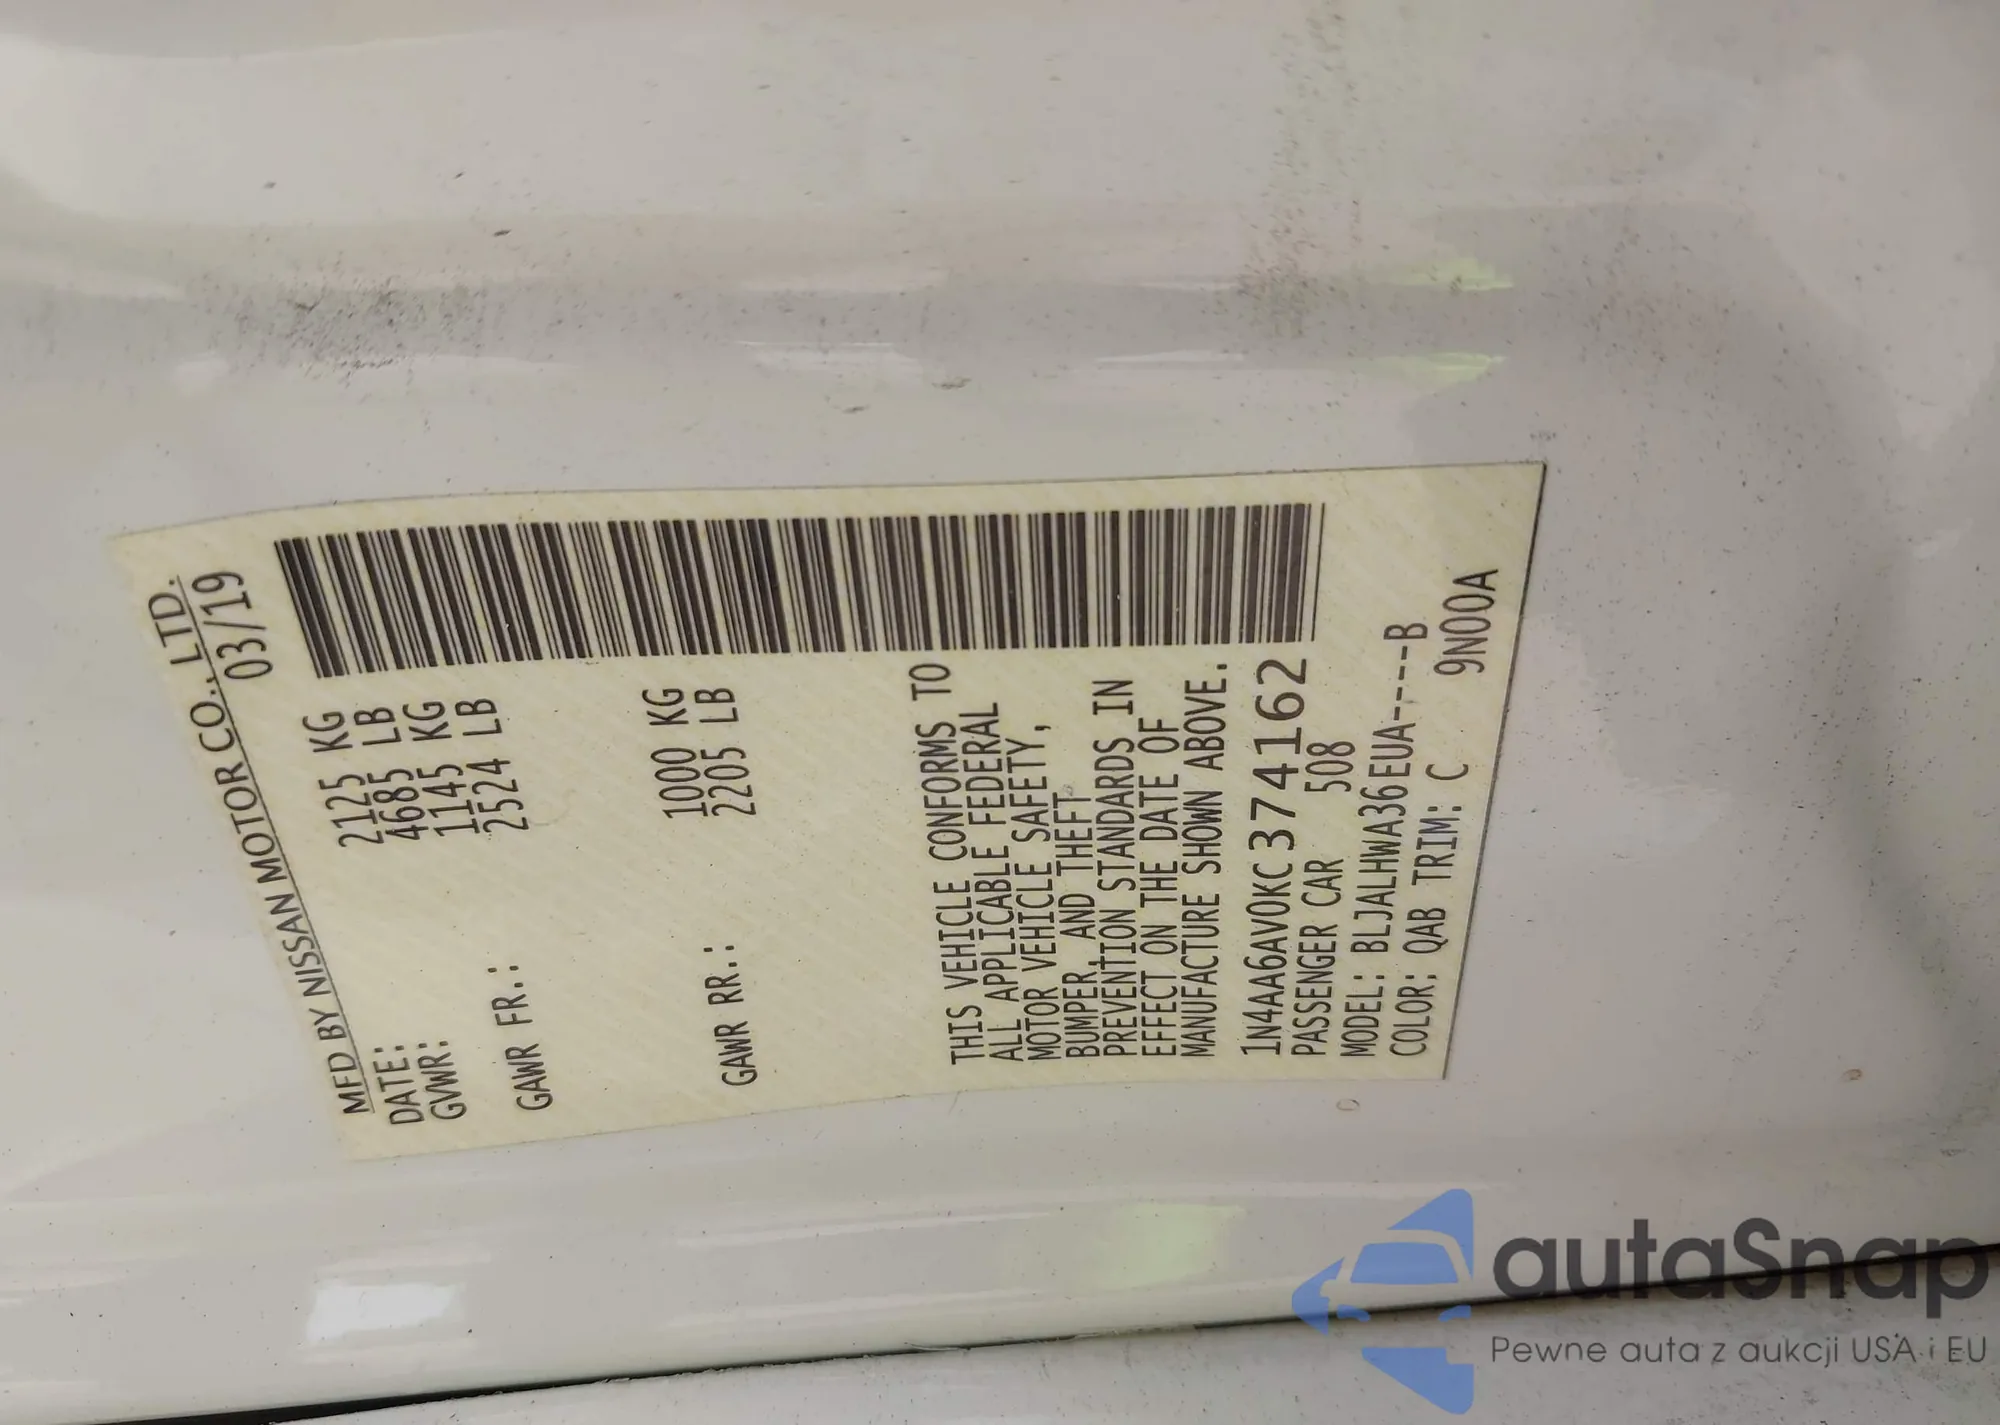 MFD BY NISSAN MOTOR CO., LTD.
DATE: 03/19
GVWR: 2125 KG
4685 LB
GAWR FR.: 1145 KG
2524 LB
GAWR RR.: 1000 KG
2205 LB
THIS VEHICLE CONFORMS TO
ALL APPLICABLE FEDERAL
MOTOR VEHICLE SAFETY,
BUMPER, AND THEFT
PREVENTION STANDARDS IN
EFFECT ON THE DATE OF
MANUFACTURE SHOWN ABOVE.
1N4AA6AV0KC374162
PASSENGER CAR 508
MODEL: BLJALHWA36EUA-----B
COLOR: QAB TRIM: C 9N00A
autaSnap
Pewne auta z aukcji USA i EU